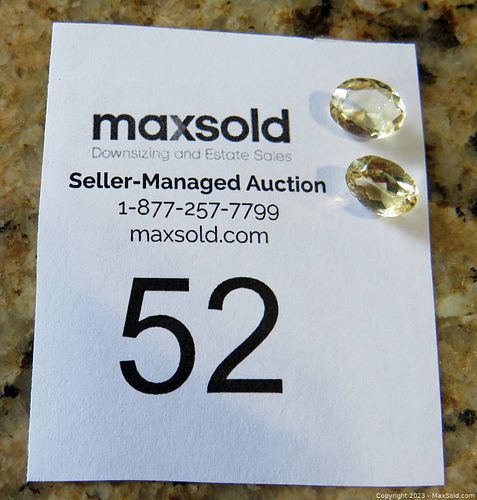 maxsold
Downsizing and Estate Sales
Seller-Managed Auction
1-877-257-7799
maxsold.com
52
Copyright 2023 - MaxSold.com